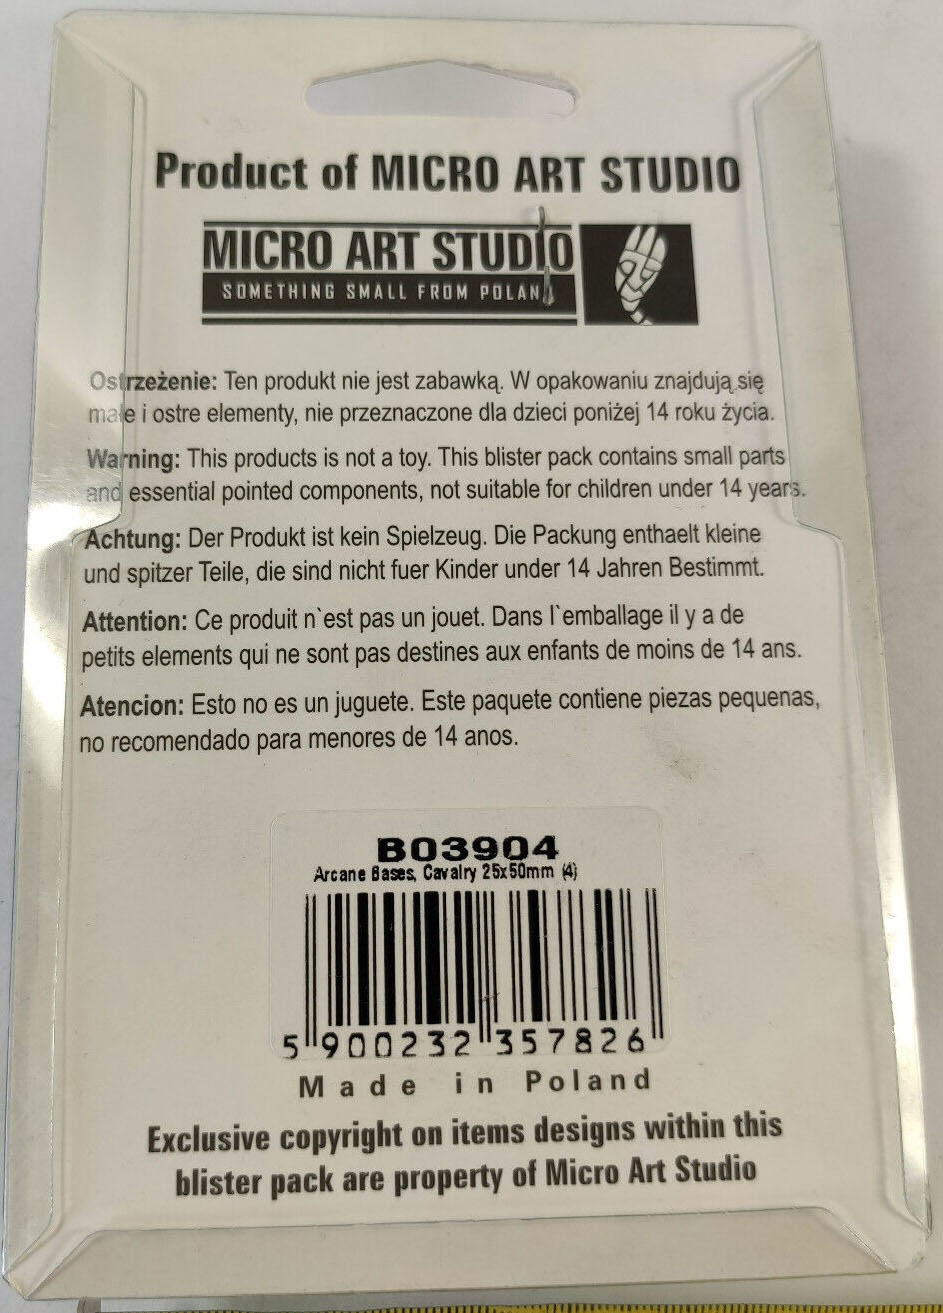 Product of MICRO ART STUDIO
MICRO ART STUDIO
SOMETHING SMALL FROM POLAND
Ostrzeżenie: Ten produkt nie jest zabawką. W opakowaniu znajdują się
małe i ostre elementy, nie przeznaczone dla dzieci poniżej 14 roku życia.
Warning: This products is not a toy. This blister pack contains small parts
and essential pointed components, not suitable for children under 14 years.
Achtung: Der Produkt ist kein Spielzeug. Die Packung enthaelt kleine
und spitzer Teile, die sind nicht fuer Kinder under 14 Jahren Bestimmt.
Attention: Ce produit n`est pas un jouet. Dans l`emballage il y a de
petits elements qui ne sont pas destines aux enfants de moins de 14 ans.
Atencion: Esto no es un juguete. Este paquete contiene piezas pequenas,
no recomendado para menores de 14 anos.
B03904
Arcane Bases, Cavalry 25x50mm (4)
5 900232 357826
Made in Poland
Exclusive copyright on items designs within this
blister pack are property of Micro Art Studio